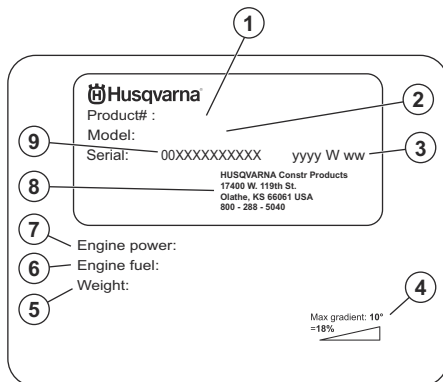 1
Husqvarna
Product# :
2
Model:
9
Serial: 00XXXXXXXXXX yyyy W ww
3
8
HUSQVARNA Constr Products
17400 W. 119th St.
Olathe, KS 66061 USA
800 - 288 - 5040
7
Engine power:
6
Engine fuel:
5
Weight:
4
Max gradient: 10°
=18%